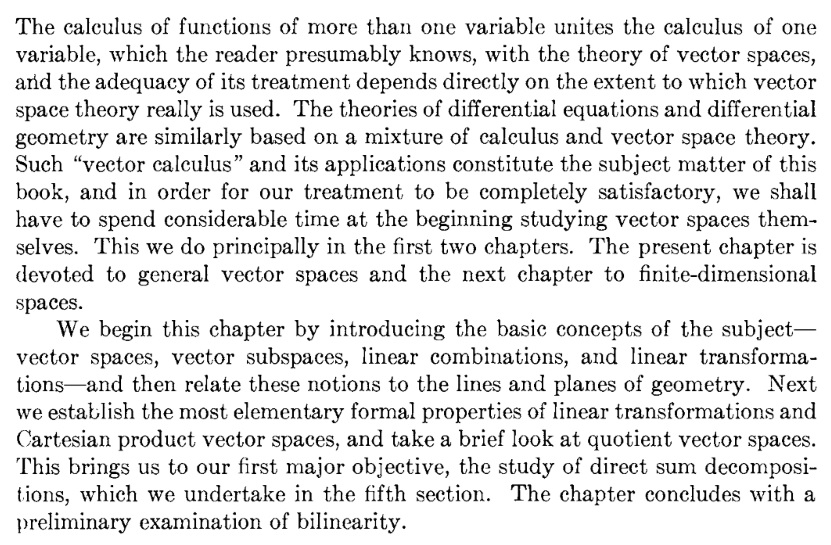 The calculus of functions of more than one variable unites the calculus of one
variable, which the reader presumably knows, with the theory of vector spaces,
and the adequacy of its treatment depends directly on the extent to which vector
space theory really is used. The theories of differential equations and differential
geometry are similarly based on a mixture of calculus and vector space theory.
Such “vector calculus” and its applications constitute the subject matter of this
book, and in order for our treatment to be completely satisfactory, we shall
have to spend considerable time at the beginning studying vector spaces them-
selves. This we do principally in the first two chapters. The present chapter is
devoted to general vector spaces and the next chapter to finite-dimensional
spaces.
We begin this chapter by introducing the basic concepts of the subject—
vector spaces, vector subspaces, linear combinations, and linear transforma-
tions—and then relate these notions to the lines and planes of geometry. Next
we establish the most elementary formal properties of linear transformations and
Cartesian product vector spaces, and take a brief look at quotient vector spaces.
This brings us to our first major objective, the study of direct sum decomposi-
tions, which we undertake in the fifth section. The chapter concludes with a
preliminary examination of bilinearity.